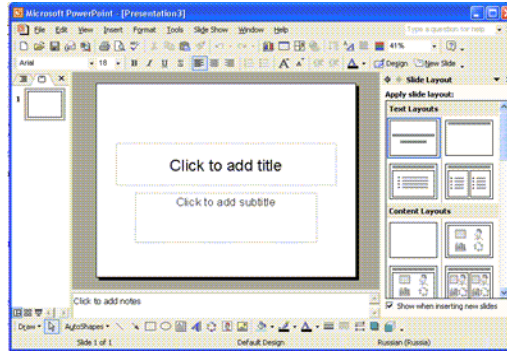 Microsoft PowerPoint - [Presentation3]
File Edit View Insert Format Tools Slide Show Window Help Type a question for help
41%
Arial 18 B I U S A A A Design New Slide
Slide Layout
Apply slide layout:
Text Layouts
1
Click to add title
Click to add subtitle
Content Layouts
Click to add notes
Show when inserting new slides
Draw AutoShapes A A
Slide 1 of 1 Default Design Russian (Russia)